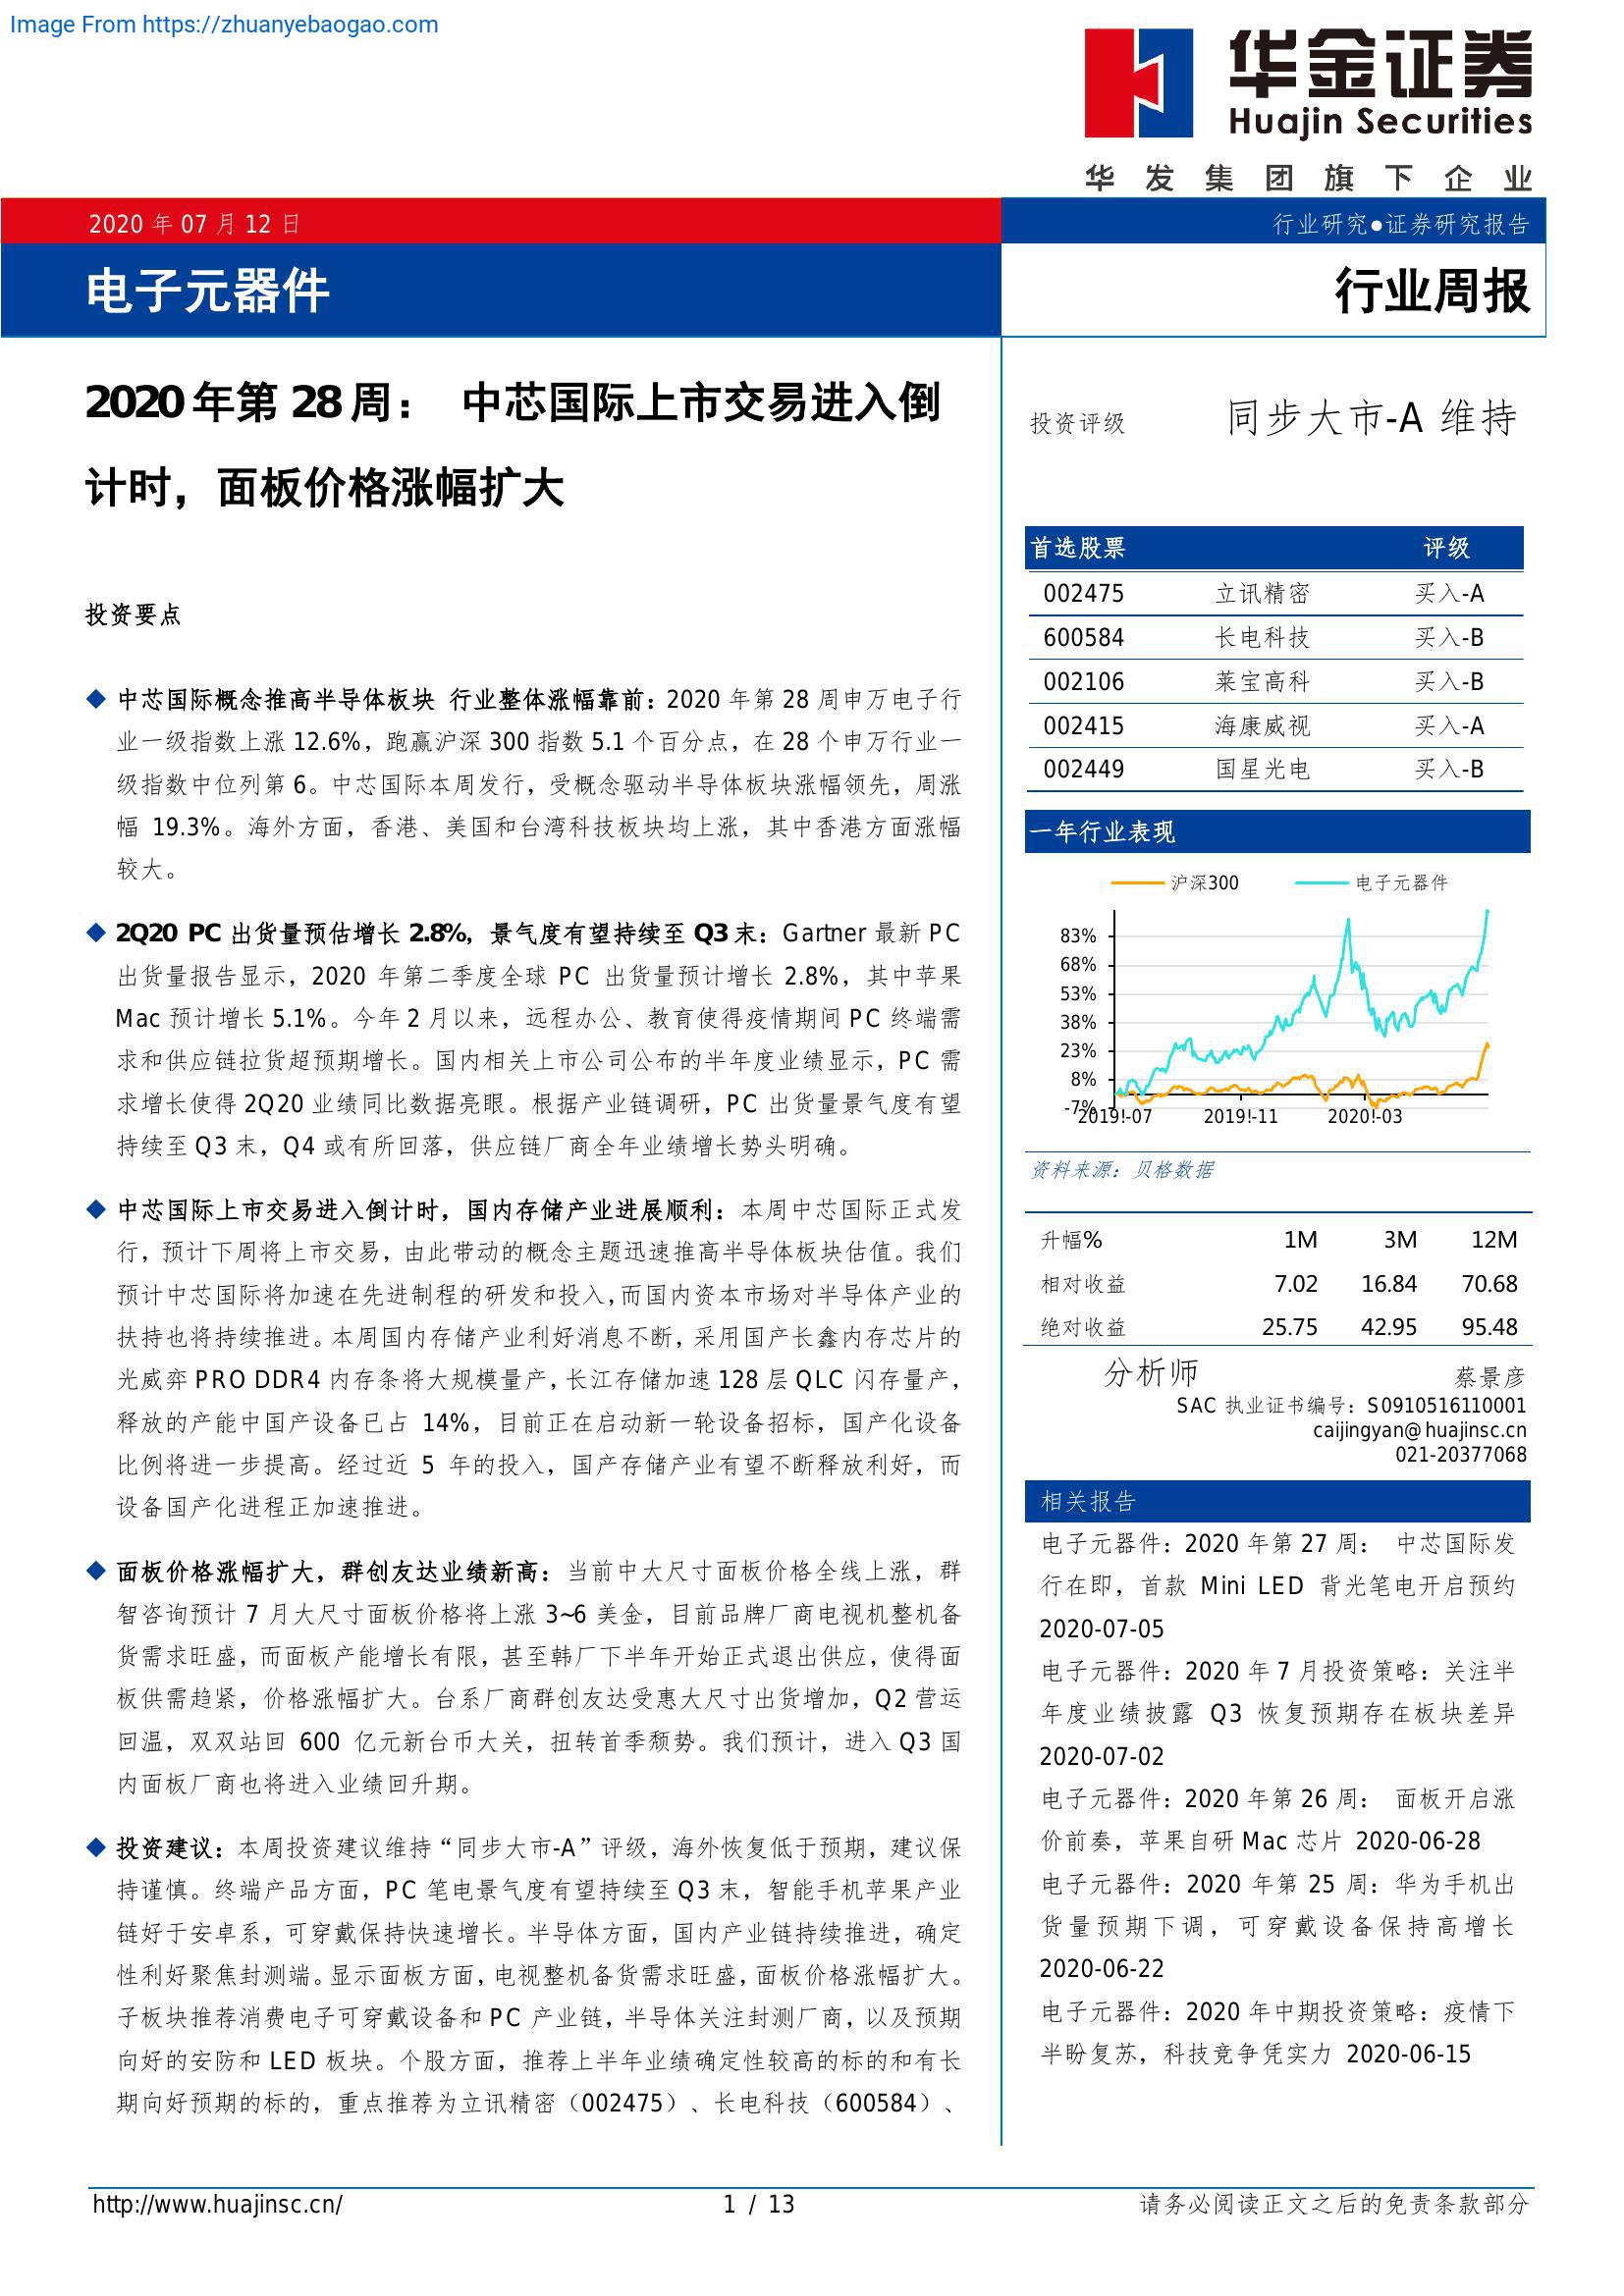 Image From https://zhuanyebaogao.com
华金证券
Huajin Securities
华发集团旗下企业
2020 年 07 月 12 日
行业研究●证券研究报告
电子元器件
行业周报
2020 年第 28 周： 中芯国际上市交易进入倒
计时，面板价格涨幅扩大
投资要点
◆ 中芯国际概念推高半导体板块 行业整体涨幅靠前：2020 年第 28 周申万电子行
业一级指数上涨 12.6%，跑赢沪深 300 指数 5.1 个百分点，在 28 个申万行业一
级指数中位列第 6。中芯国际本周发行，受概念驱动半导体板块涨幅领先，周涨
幅 19.3%。海外方面，香港、美国和台湾科技板块均上涨，其中香港方面涨幅
较大。
◆ 2Q20 PC 出货量预估增长 2.8%，景气度有望持续至 Q3 末：Gartner 最新 PC
出货量报告显示，2020 年第二季度全球 PC 出货量预计增长 2.8%，其中苹果
Mac 预计增长 5.1%。今年 2 月以来，远程办公、教育使得疫情期间 PC 终端需
求和供应链拉货超预期增长。国内相关上市公司公布的半年度业绩显示，PC 需
求增长使得 2Q20 业绩同比数据亮眼。根据产业链调研，PC 出货量景气度有望
持续至 Q3 末，Q4 或有所回落，供应链厂商全年业绩增长势头明确。
◆ 中芯国际上市交易进入倒计时，国内存储产业进展顺利：本周中芯国际正式发
行，预计下周将上市交易，由此带动的概念主题迅速推高半导体板块估值。我们
预计中芯国际将加速在先进制程的研发和投入，而国内资本市场对半导体产业的
扶持也将持续推进。本周国内存储产业利好消息不断，采用国产长鑫内存芯片的
光威弈 PRO DDR4 内存条将大规模量产，长江存储加速 128 层 QLC 闪存量产，
释放的产能中国产设备已占 14%，目前正在启动新一轮设备招标，国产化设备
比例将进一步提高。经过近 5 年的投入，国产存储产业有望不断释放利好，而
设备国产化进程正加速推进。
◆ 面板价格涨幅扩大，群创友达业绩新高：当前中大尺寸面板价格全线上涨，群
智咨询预计 7 月大尺寸面板价格将上涨 3~6 美金，目前品牌厂商电视机整机备
货需求旺盛，而面板产能增长有限，甚至韩厂下半年开始正式退出供应，使得面
板供需趋紧，价格涨幅扩大。台系厂商群创友达受惠大尺寸出货增加，Q2 营运
回温，双双站回 600 亿元新台币大关，扭转首季颓势。我们预计，进入 Q3 国
内面板厂商也将进入业绩回升期。
◆ 投资建议：本周投资建议维持“同步大市-A”评级，海外恢复低于预期，建议保
持谨慎。终端产品方面，PC 笔电景气度有望持续至 Q3 末，智能手机苹果产业
链好于安卓系，可穿戴保持快速增长。半导体方面，国内产业链持续推进，确定
性利好聚焦封测端。显示面板方面，电视整机备货需求旺盛，面板价格涨幅扩大。
子板块推荐消费电子可穿戴设备和 PC 产业链，半导体关注封测厂商，以及预期
向好的安防和 LED 板块。个股方面，推荐上半年业绩确定性较高的标的和有长
期向好预期的标的，重点推荐为立讯精密（002475）、长电科技（600584）、
投资评级 同步大市-A 维持
首选股票 评级
002475 立讯精密 买入-A
600584 长电科技 买入-B
002106 莱宝高科 买入-B
002415 海康威视 买入-A
002449 国星光电 买入-B
一年行业表现
沪深300 电子元器件
83%
68%
53%
38%
23%
8%
-7%
2019!-07 2019!-11 2020!-03
资料来源：贝格数据
升幅% 1M 3M 12M
相对收益 7.02 16.84 70.68
绝对收益 25.75 42.95 95.48
分析师 蔡景彦
SAC 执业证书编号：S0910516110001
caijingyan@huajinsc.cn
021-20377068
相关报告
电子元器件：2020 年第 27 周： 中芯国际发
行在即，首款 Mini LED 背光笔电开启预约
2020-07-05
电子元器件：2020 年 7 月投资策略：关注半
年度业绩披露 Q3 恢复预期存在板块差异
2020-07-02
电子元器件：2020 年第 26 周： 面板开启涨
价前奏，苹果自研 Mac 芯片 2020-06-28
电子元器件：2020 年第 25 周：华为手机出
货量预期下调，可穿戴设备保持高增长
2020-06-22
电子元器件：2020 年中期投资策略：疫情下
半盼复苏，科技竞争凭实力 2020-06-15
http://www.huajinsc.cn/ 1 / 13 请务必阅读正文之后的免责条款部分